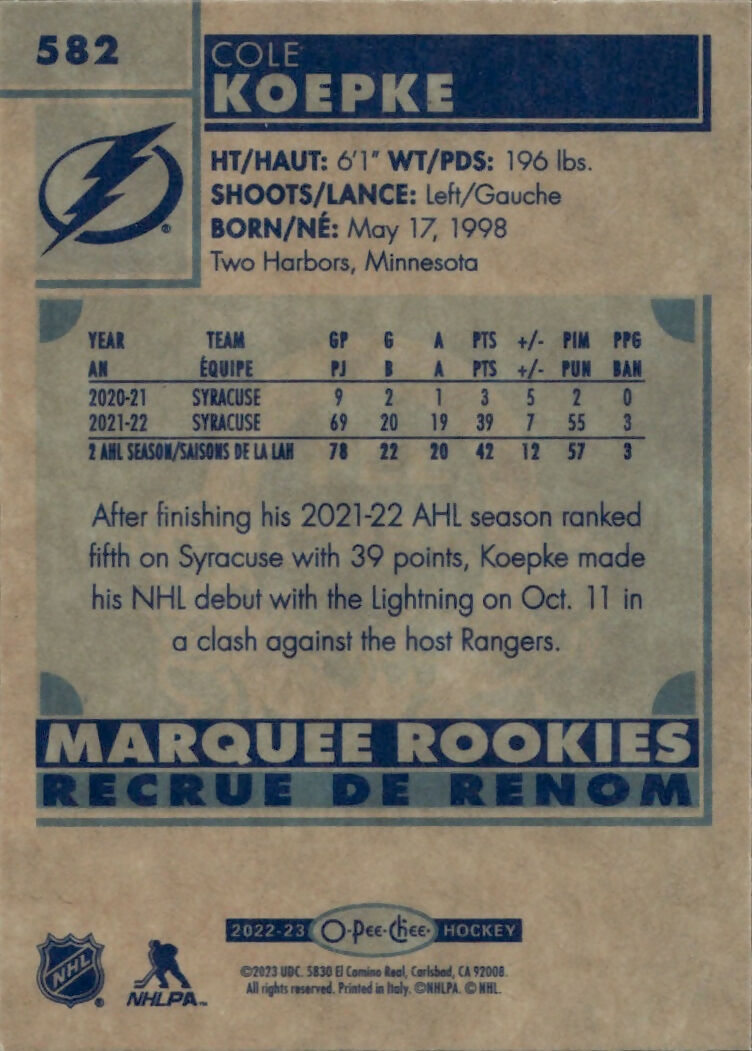 582
COLE
KOEPKE
HT/HAUT: 6'1" WT/PDS: 196 lbs.
SHOOTS/LANCE: Left/Gauche
BORN/NÉ: May 17, 1998
Two Harbors, Minnesota
®
YEAR TEAM GP G A PTS +/- PIM PPG
AN ÉQUIPE PJ B A PTS +/- PUN BAN
2020-21 SYRACUSE 9 2 1 3 5 2 0
2021-22 SYRACUSE 69 20 19 39 7 55 3
2 AHL SEASON/SAISONS DE LA LAH 78 22 20 42 12 57 3
After finishing his 2021-22 AHL season ranked
fifth on Syracuse with 39 points, Koepke made
his NHL debut with the Lightning on Oct. 11 in
a clash against the host Rangers.
MARQUEE ROOKIES
RECRUE DE RENOM
2022-23 O-Pee-Chee HOCKEY
NHL ®
NHLPA™
©2023 UDC. 5830 El Camino Real, Carlsbad, CA 92008.
All rights reserved. Printed in Italy. ©NHLPA. © NHL.